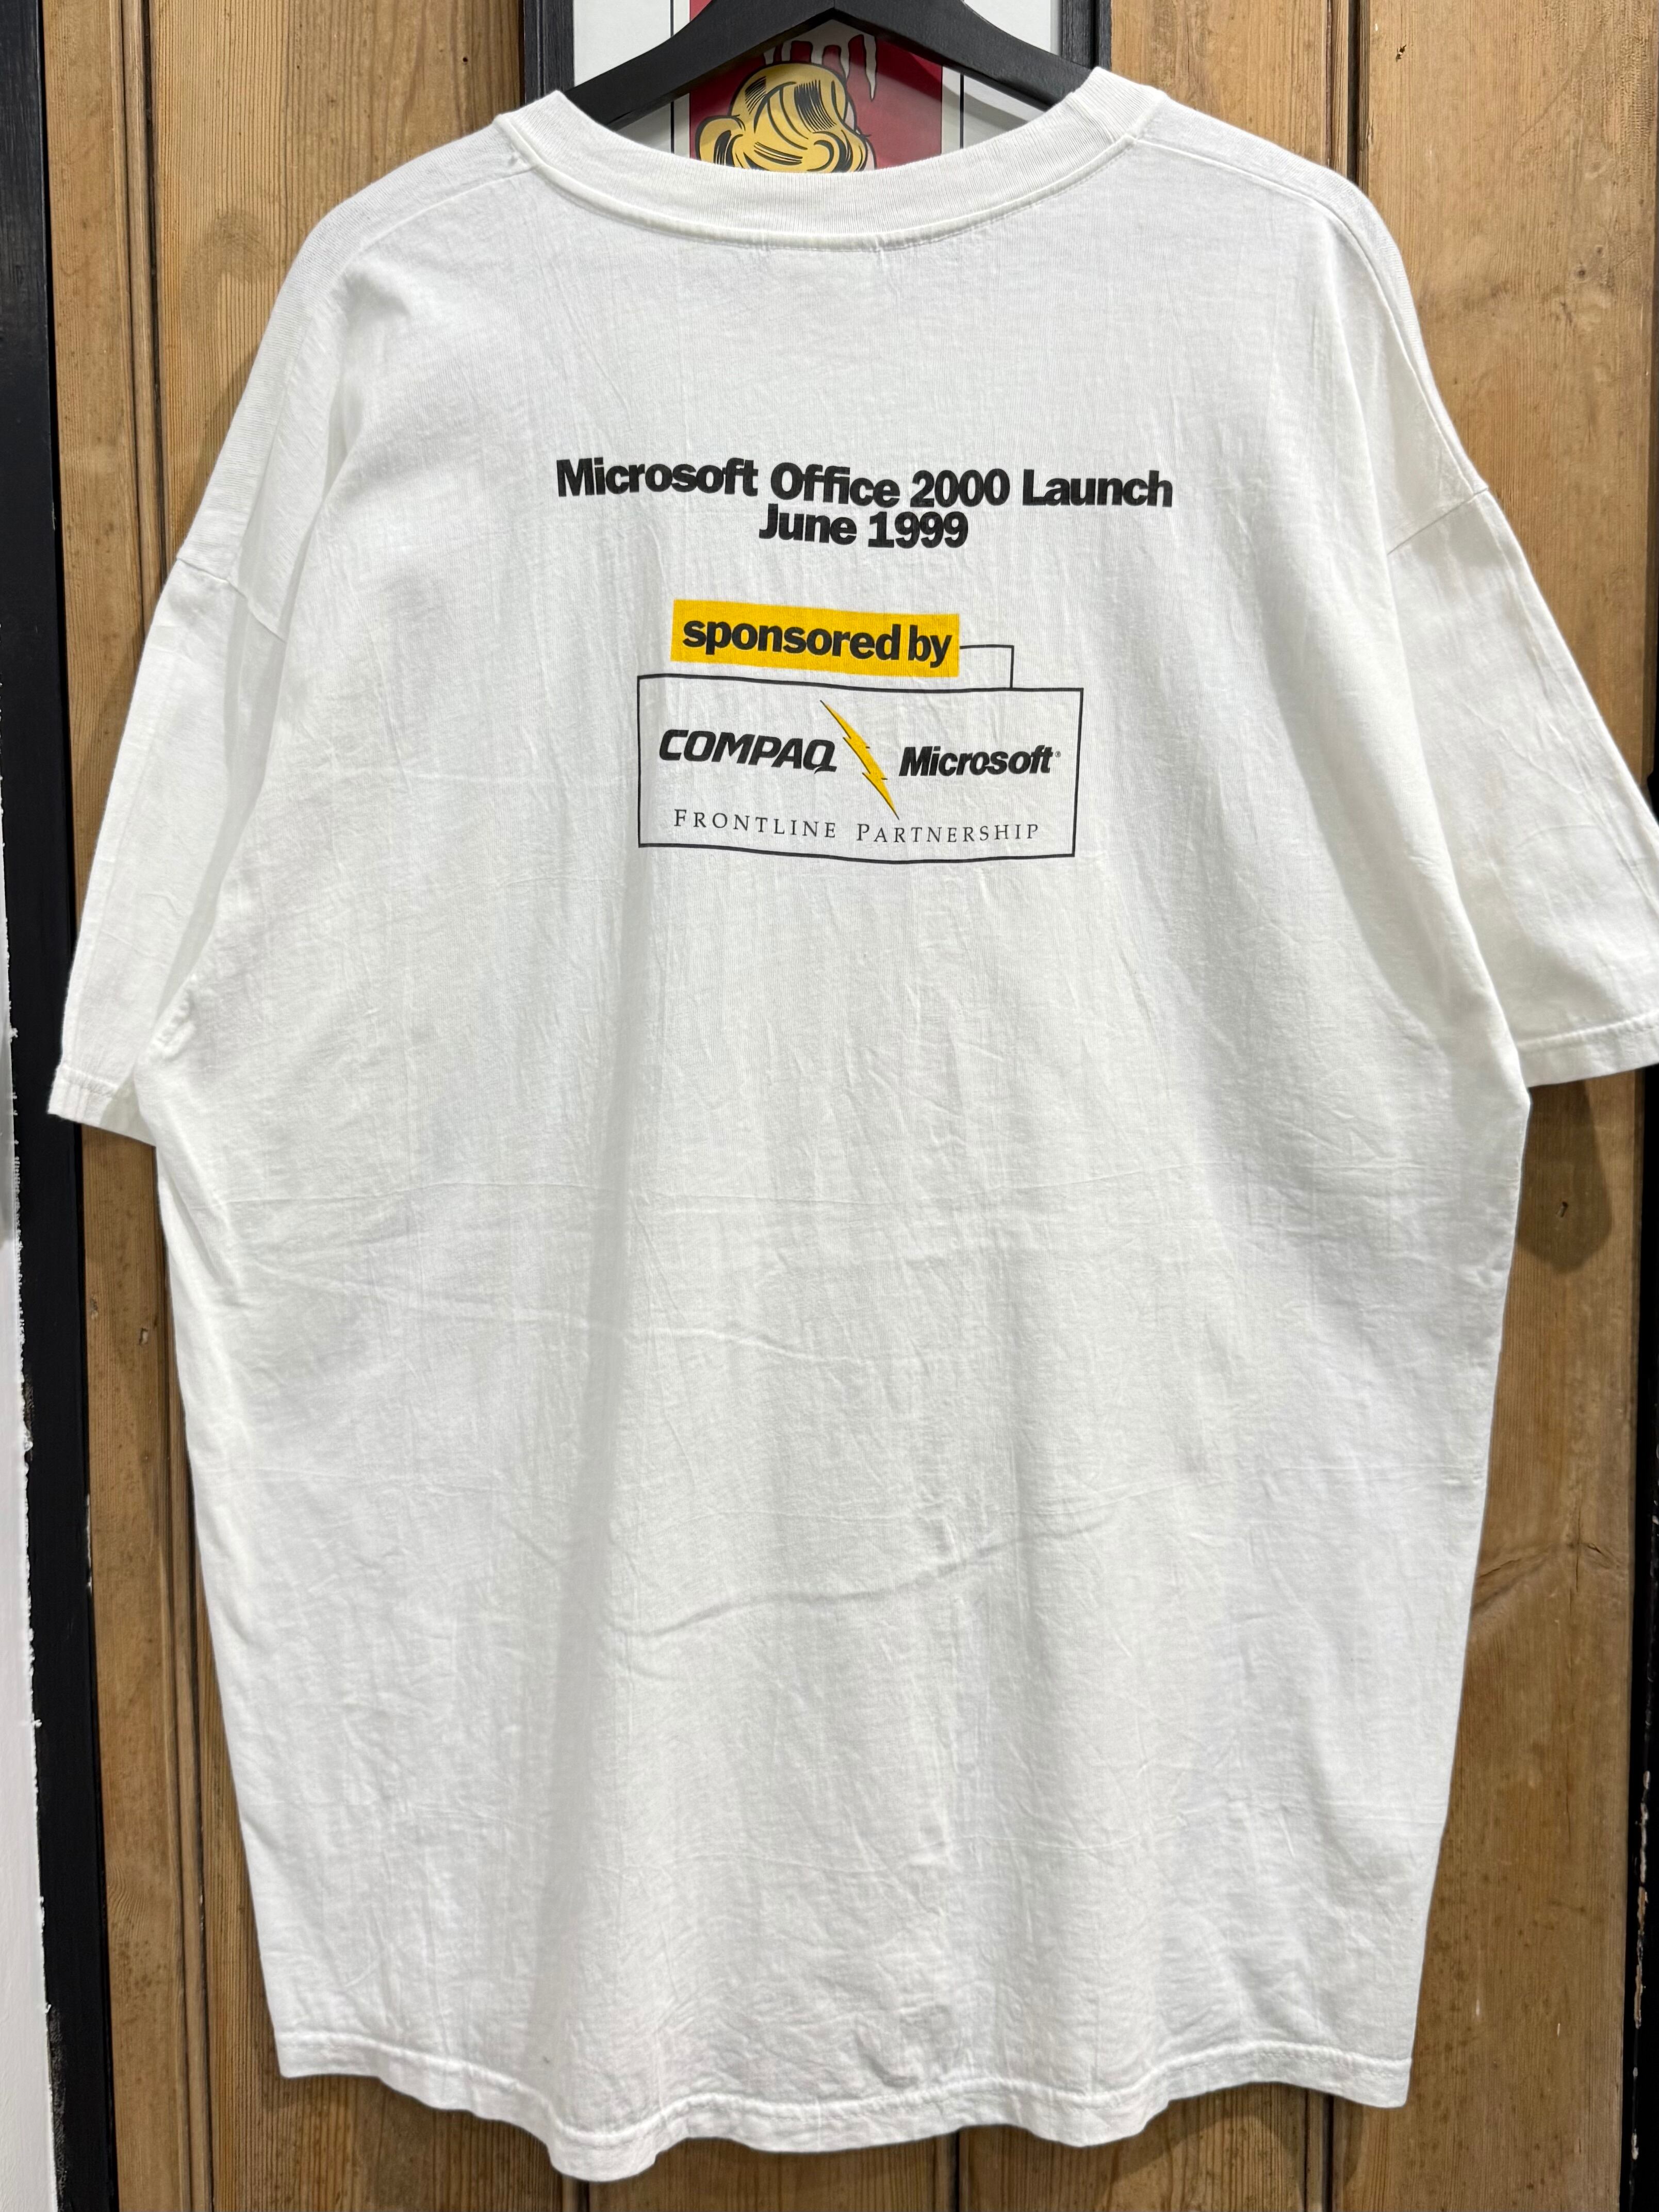 Microsoft Office 2000 Launch
June 1999
sponsored by
COMPAQ Microsoft®
FRONTLINE PARTNERSHIP